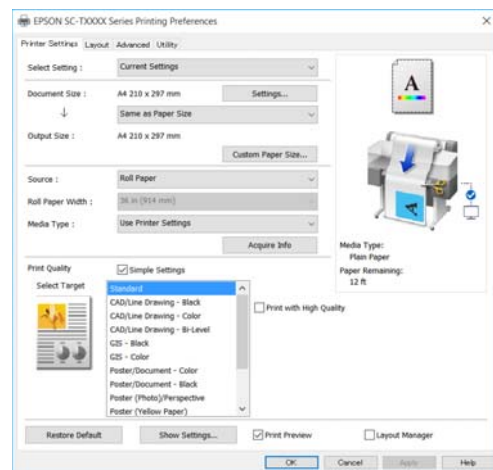 EPSON SC-TXXXX Series Printing Preferences
Printer Settings Layout Advanced Utility
Select Setting : Current Settings
Document Size : A4 210 x 297 mm Settings...
Same as Paper Size
Output Size : A4 210 x 297 mm
Custom Paper Size...
Source : Roll Paper
Roll Paper Width : 36 in (914 mm)
Media Type : Use Printer Settings
Acquire Info
A
A
Media Type:
Plain Paper
Paper Remaining:
12 ft
Print Quality Simple Settings
Select Target
Standard
CAD/Line Drawing - Black
CAD/Line Drawing - Color
CAD/Line Drawing - Bi-Level
GIS - Black
GIS - Color
Poster/Document - Color
Poster/Document - Black
Poster (Photo)/Perspective
Poster (Yellow Paper)
Print with High Quality
Restore Default Show Settings... Print Preview Layout Manager
OK Cancel Apply Help